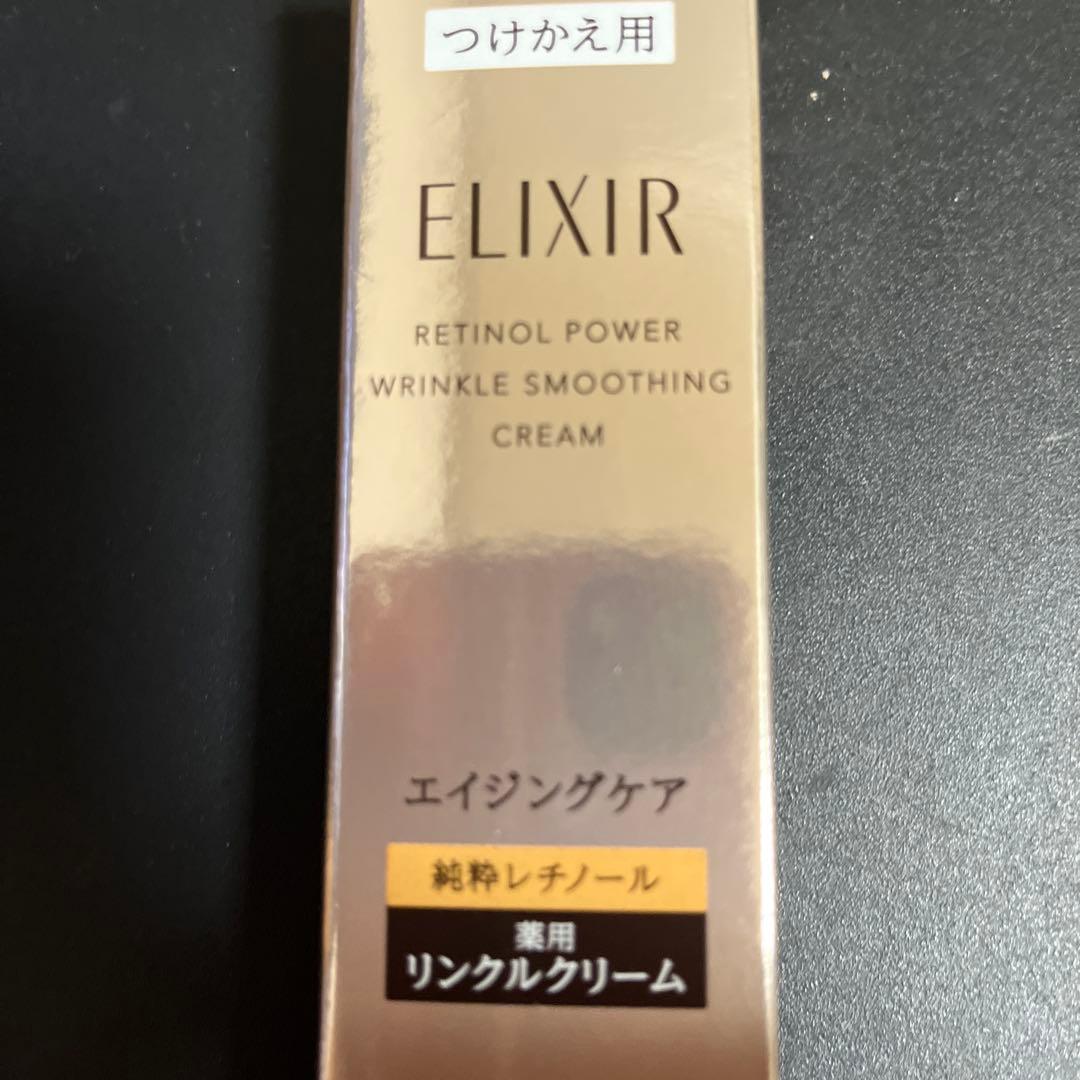 つけかえ用
ELIXIR
RETINOL POWER
WRINKLE SMOOTHING
CREAM
エイジングケア
純粋レチノール
薬用
リンクルクリーム